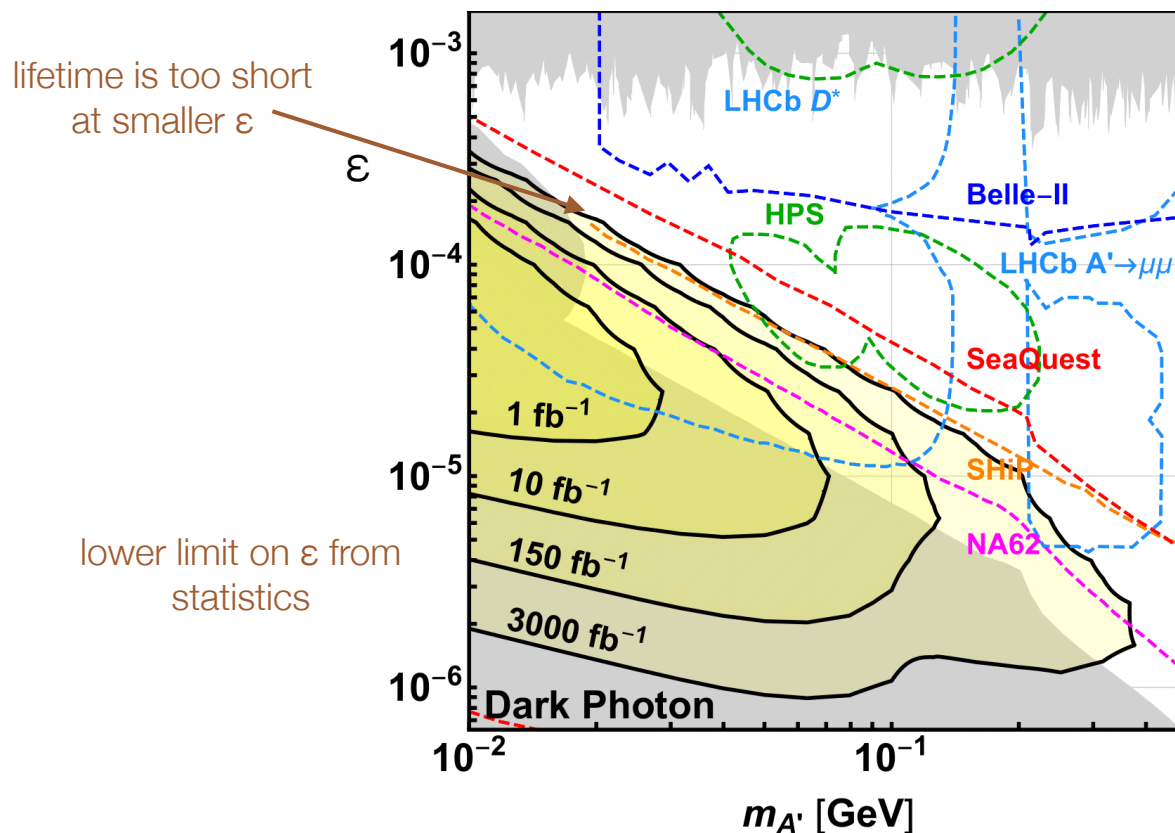 lifetime is too short
at smaller ε
ε
10⁻³
10⁻⁴
10⁻⁵
10⁻⁶
LHCb D*
Belle–II
HPS
LHCb A'→μμ
SeaQuest
1 fb⁻¹
SHiP
10 fb⁻¹
NA62
150 fb⁻¹
lower limit on ε from
statistics
3000 fb⁻¹
Dark Photon
10⁻²
10⁻¹
m_A' [GeV]